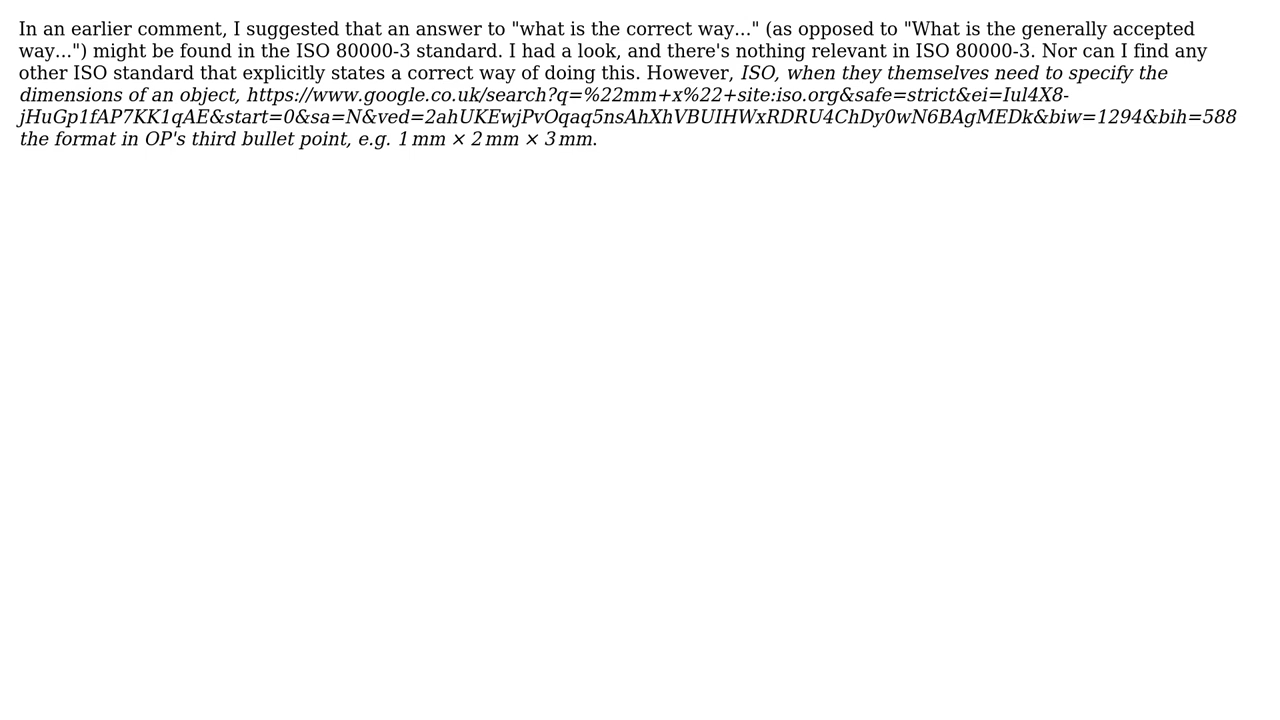 In an earlier comment, I suggested that an answer to "what is the correct way..." (as opposed to "What is the generally accepted
way...") might be found in the ISO 80000-3 standard. I had a look, and there's nothing relevant in ISO 80000-3. Nor can I find any
other ISO standard that explicitly states a correct way of doing this. However, ISO, when they themselves need to specify the
dimensions of an object, https://www.google.co.uk/search?q=%22mm+x%22+site:iso.org&safe=strict&ei=Iul4X8-
jHuGp1fAP7KK1qAE&start=0&sa=N&ved=2ahUKEwjPvOqaq5nsAhXhVBUIHWxRDRU4ChDy0wN6BAgMEDk&biw=1294&bih=588
the format in OP's third bullet point, e.g. 1 mm × 2 mm × 3 mm.